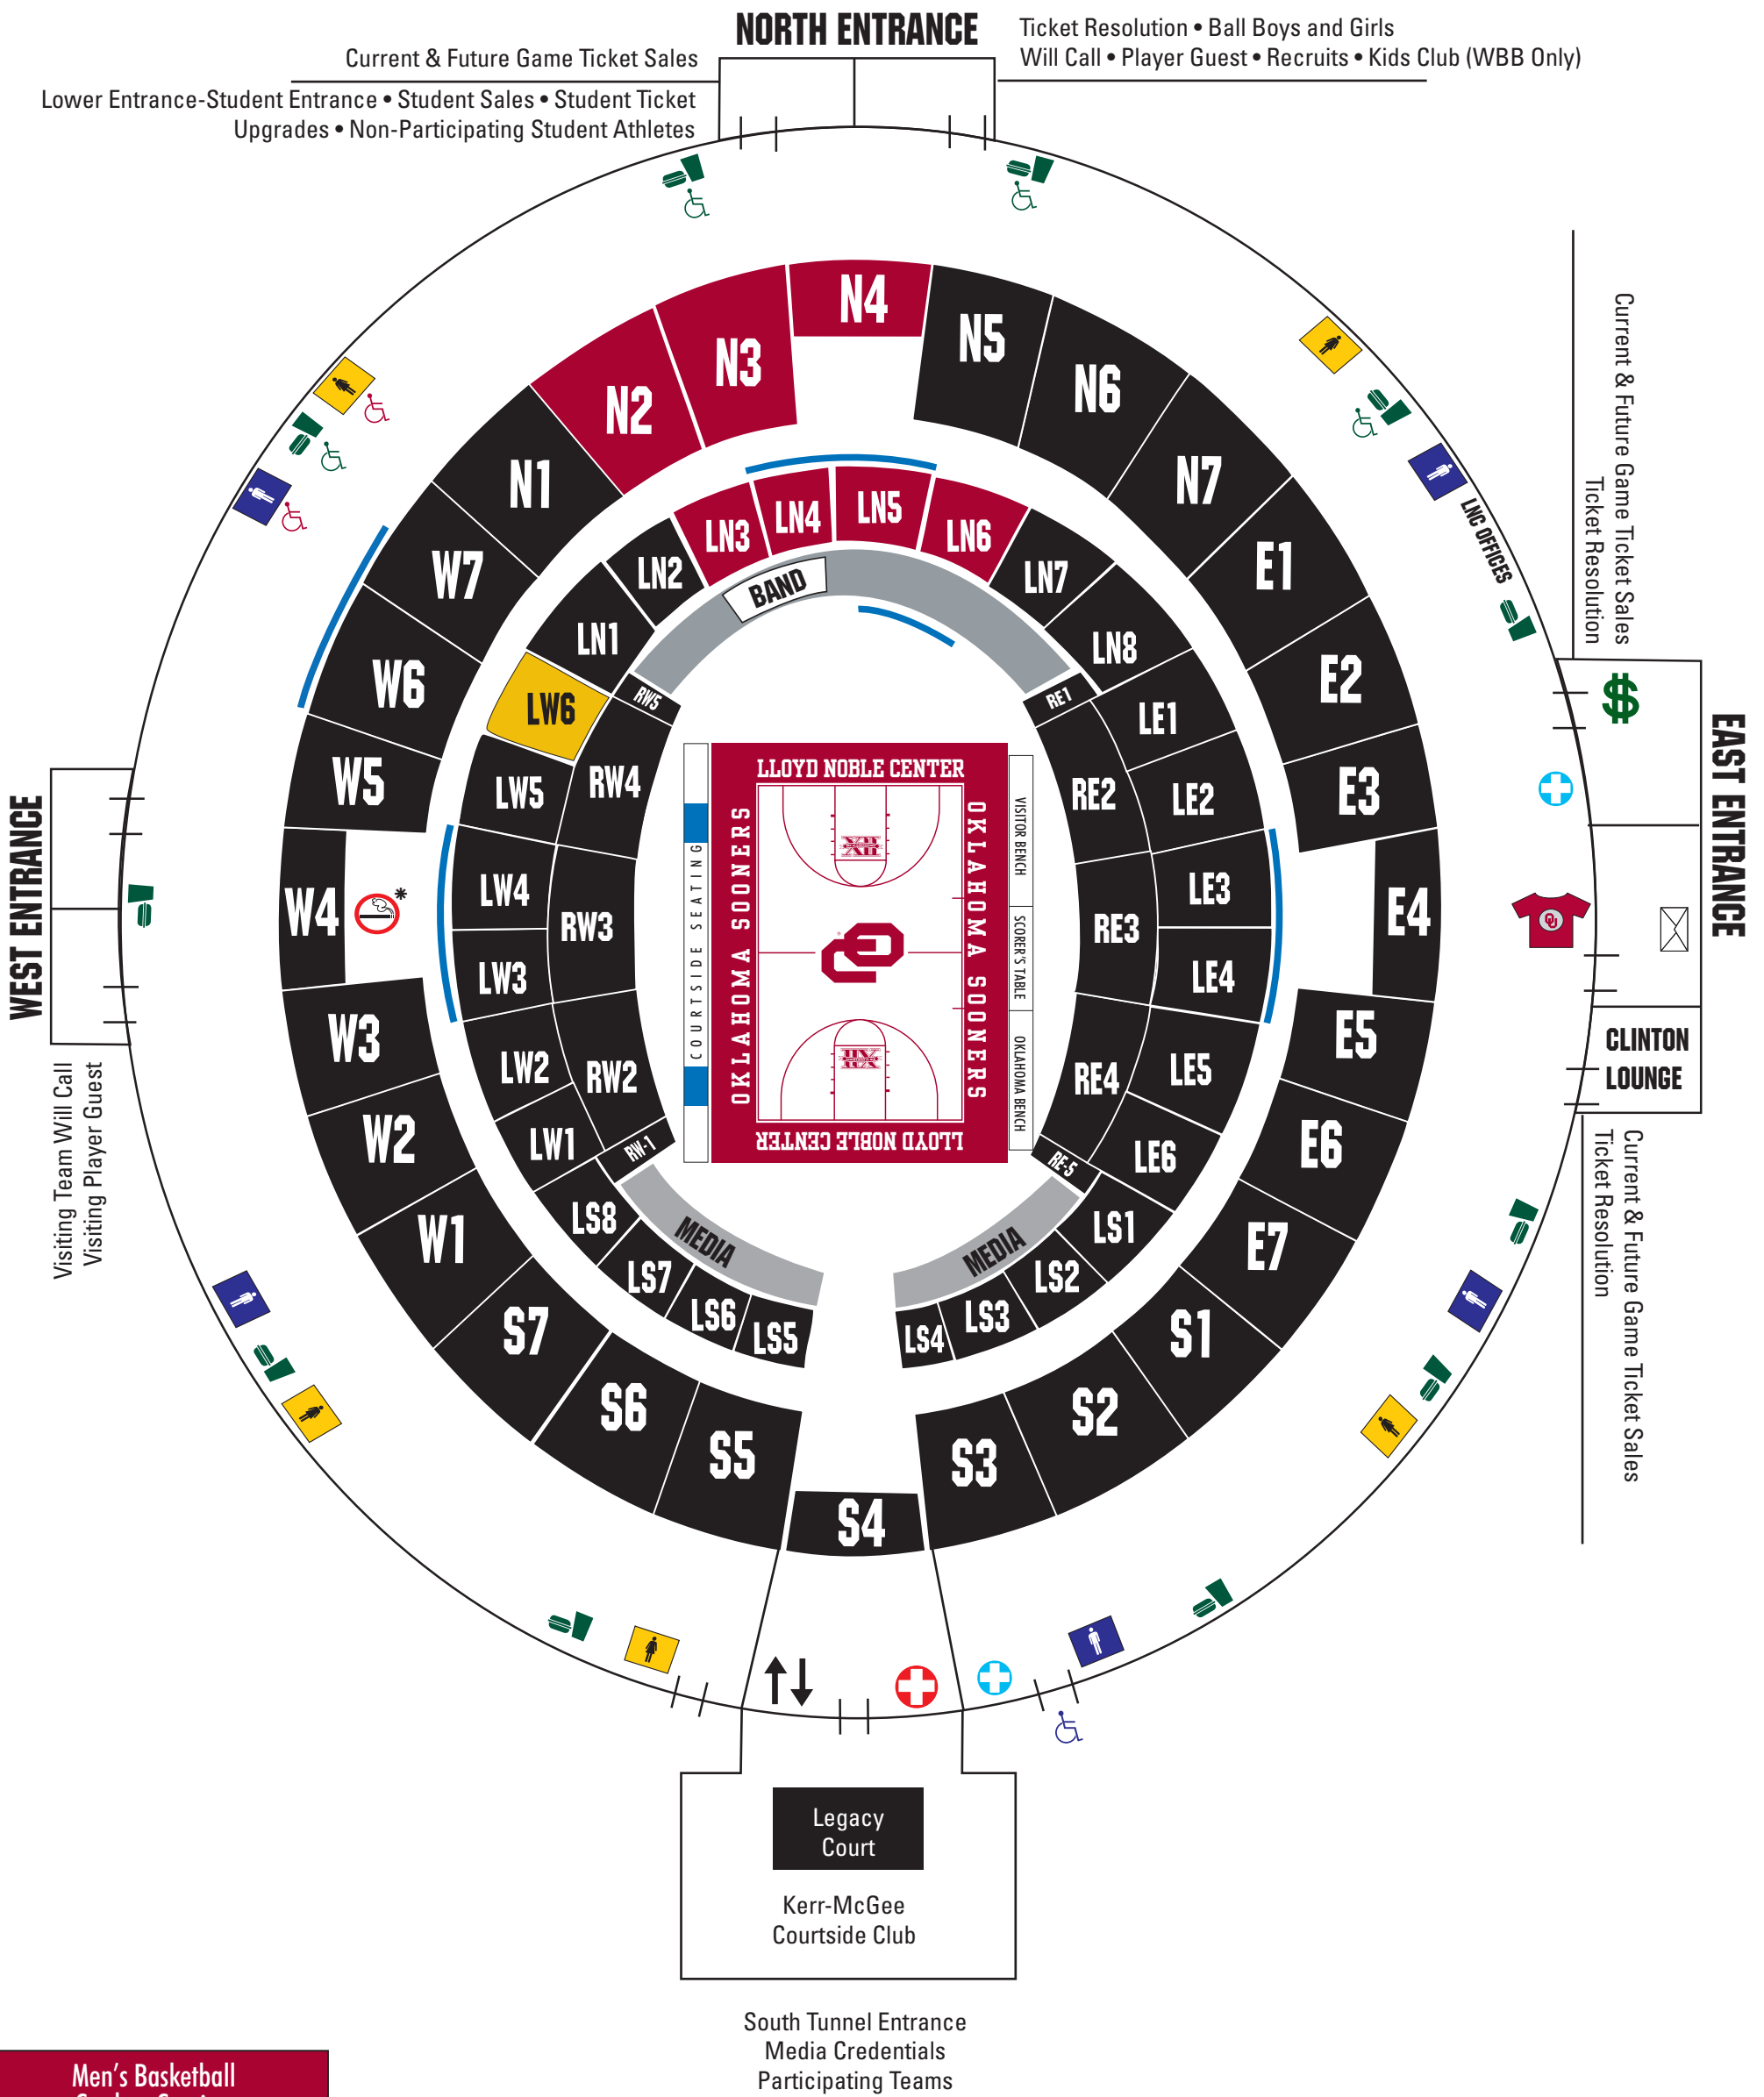 NORTH ENTRANCE
Ticket Resolution • Ball Boys and Girls
Will Call • Player Guest • Recruits • Kids Club (WBB Only)
Current & Future Game Ticket Sales
Lower Entrance-Student Entrance • Student Sales • Student Ticket
Upgrades • Non-Participating Student Athletes
N4
N3
N5
N2
N6
N1
N7
W7
E1
W6
E2
W5
E3
W4
*
E4
W3
E5
W2
E6
W1
E7
S7
S1
S6
S2
S5
S3
S4
LN5
LN4
LN3
LN6
LN2
LN7
LN1
LN8
BAND
LW6
RW5
RE1
LE1
LW5
RW4
RE2
LE2
LW4
LE3
RW3
RE3
LW3
LE4
LW2
RW2
RE4
LE5
LW1
RW-1
RE-5
LE6
LS8
LS1
LS7
LS2
LS6
LS3
LS5
LS4
MEDIA
MEDIA
COURTSIDE SEATING
LLOYD NOBLE CENTER
OKLAHOMA SOONERS
OKLAHOMA SOONERS
XII
XII
LLOYD NOBLE CENTER
VISITOR BENCH
SCORER'S TABLE
OKLAHOMA BENCH
LNC OFFICES
Current & Future Game Ticket Sales
Ticket Resolution
$
EAST ENTRANCE
OU
CLINTON
LOUNGE
Current & Future Game Ticket Sales
Ticket Resolution
WEST ENTRANCE
Visiting Team Will Call
Visiting Player Guest
Legacy
Court
Kerr-McGee
Courtside Club
South Tunnel Entrance
Media Credentials
Participating Teams
Men's Basketball